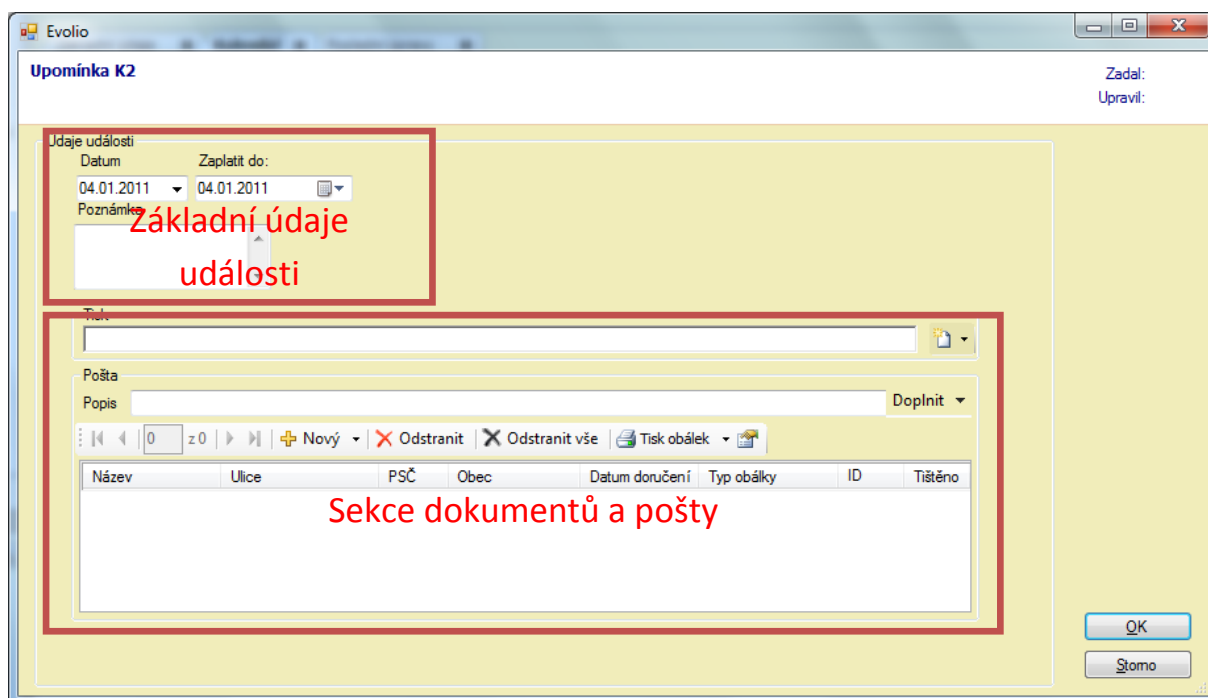 Evolio
Upomínka K2
Zadal:
Upravil:
Údaje události
Datum Zaplatit do:
04.01.2011 04.01.2011
Poznámka
Základní údaje
události
Tisk
Pošta
Popis Doplnit
0 z 0 Nový Odstranit Odstranit vše Tisk obálek
Název Ulice PSČ Obec Datum doručení Typ obálky ID Tištěno
Sekce dokumentů a pošty
OK
Storno